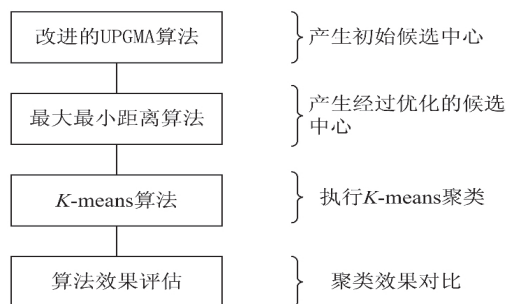 改进的UPGMA算法
产生初始候选中心
最大最小距离算法
产生经过优化的候选
中心
K-means算法
执行K-means聚类
算法效果评估
聚类效果对比